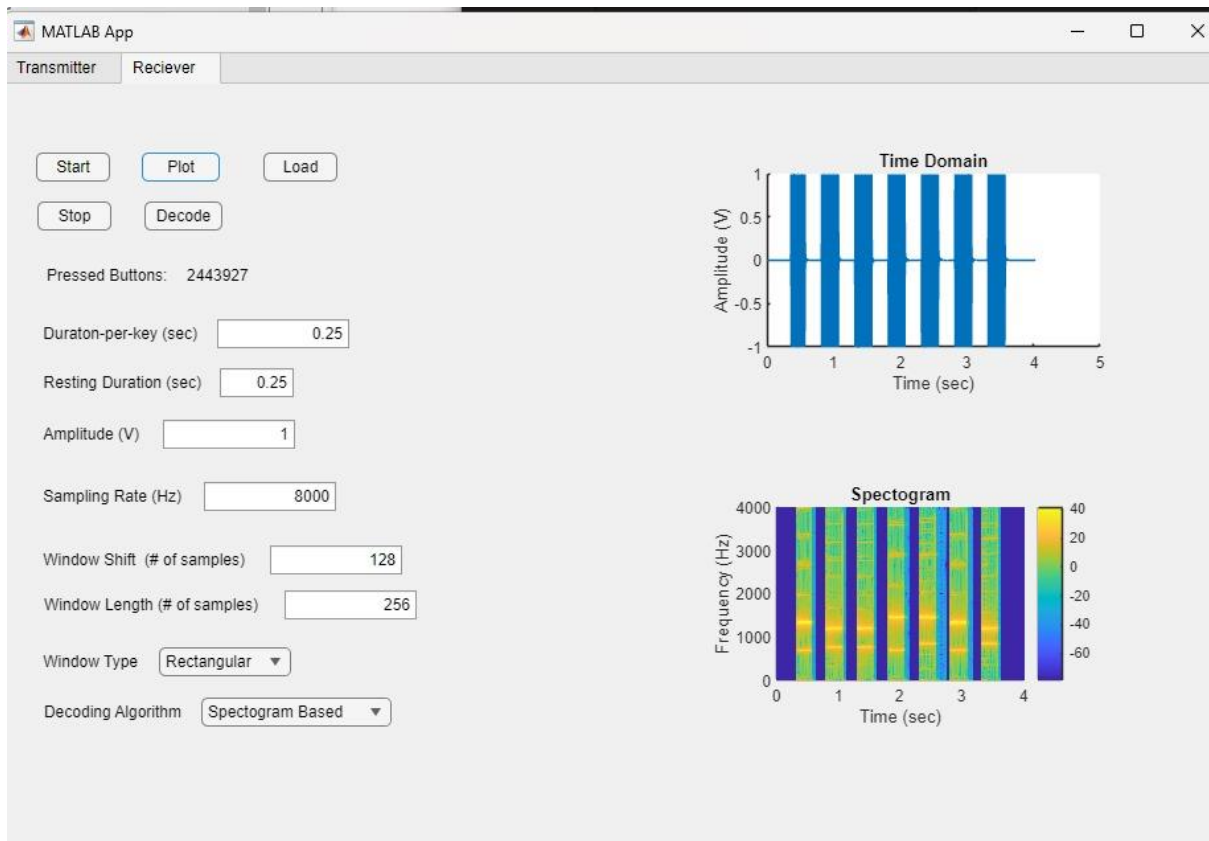 MATLAB App
Transmitter Reciever
Start Plot Load
Stop Decode
Pressed Buttons: 2443927
Duraton-per-key (sec) 0.25
Resting Duration (sec) 0.25
Amplitude (V) 1
Sampling Rate (Hz) 8000
Window Shift (# of samples) 128
Window Length (# of samples) 256
Window Type Rectangular
Decoding Algorithm Spectogram Based
Time Domain
1
0.5
0
-0.5
-1
Amplitude (V)
0 1 2 3 4 5
Time (sec)
Spectogram
4000
3000
2000
1000
0
Frequency (Hz)
0 1 2 3 4
Time (sec)
40
20
0
-20
-40
-60